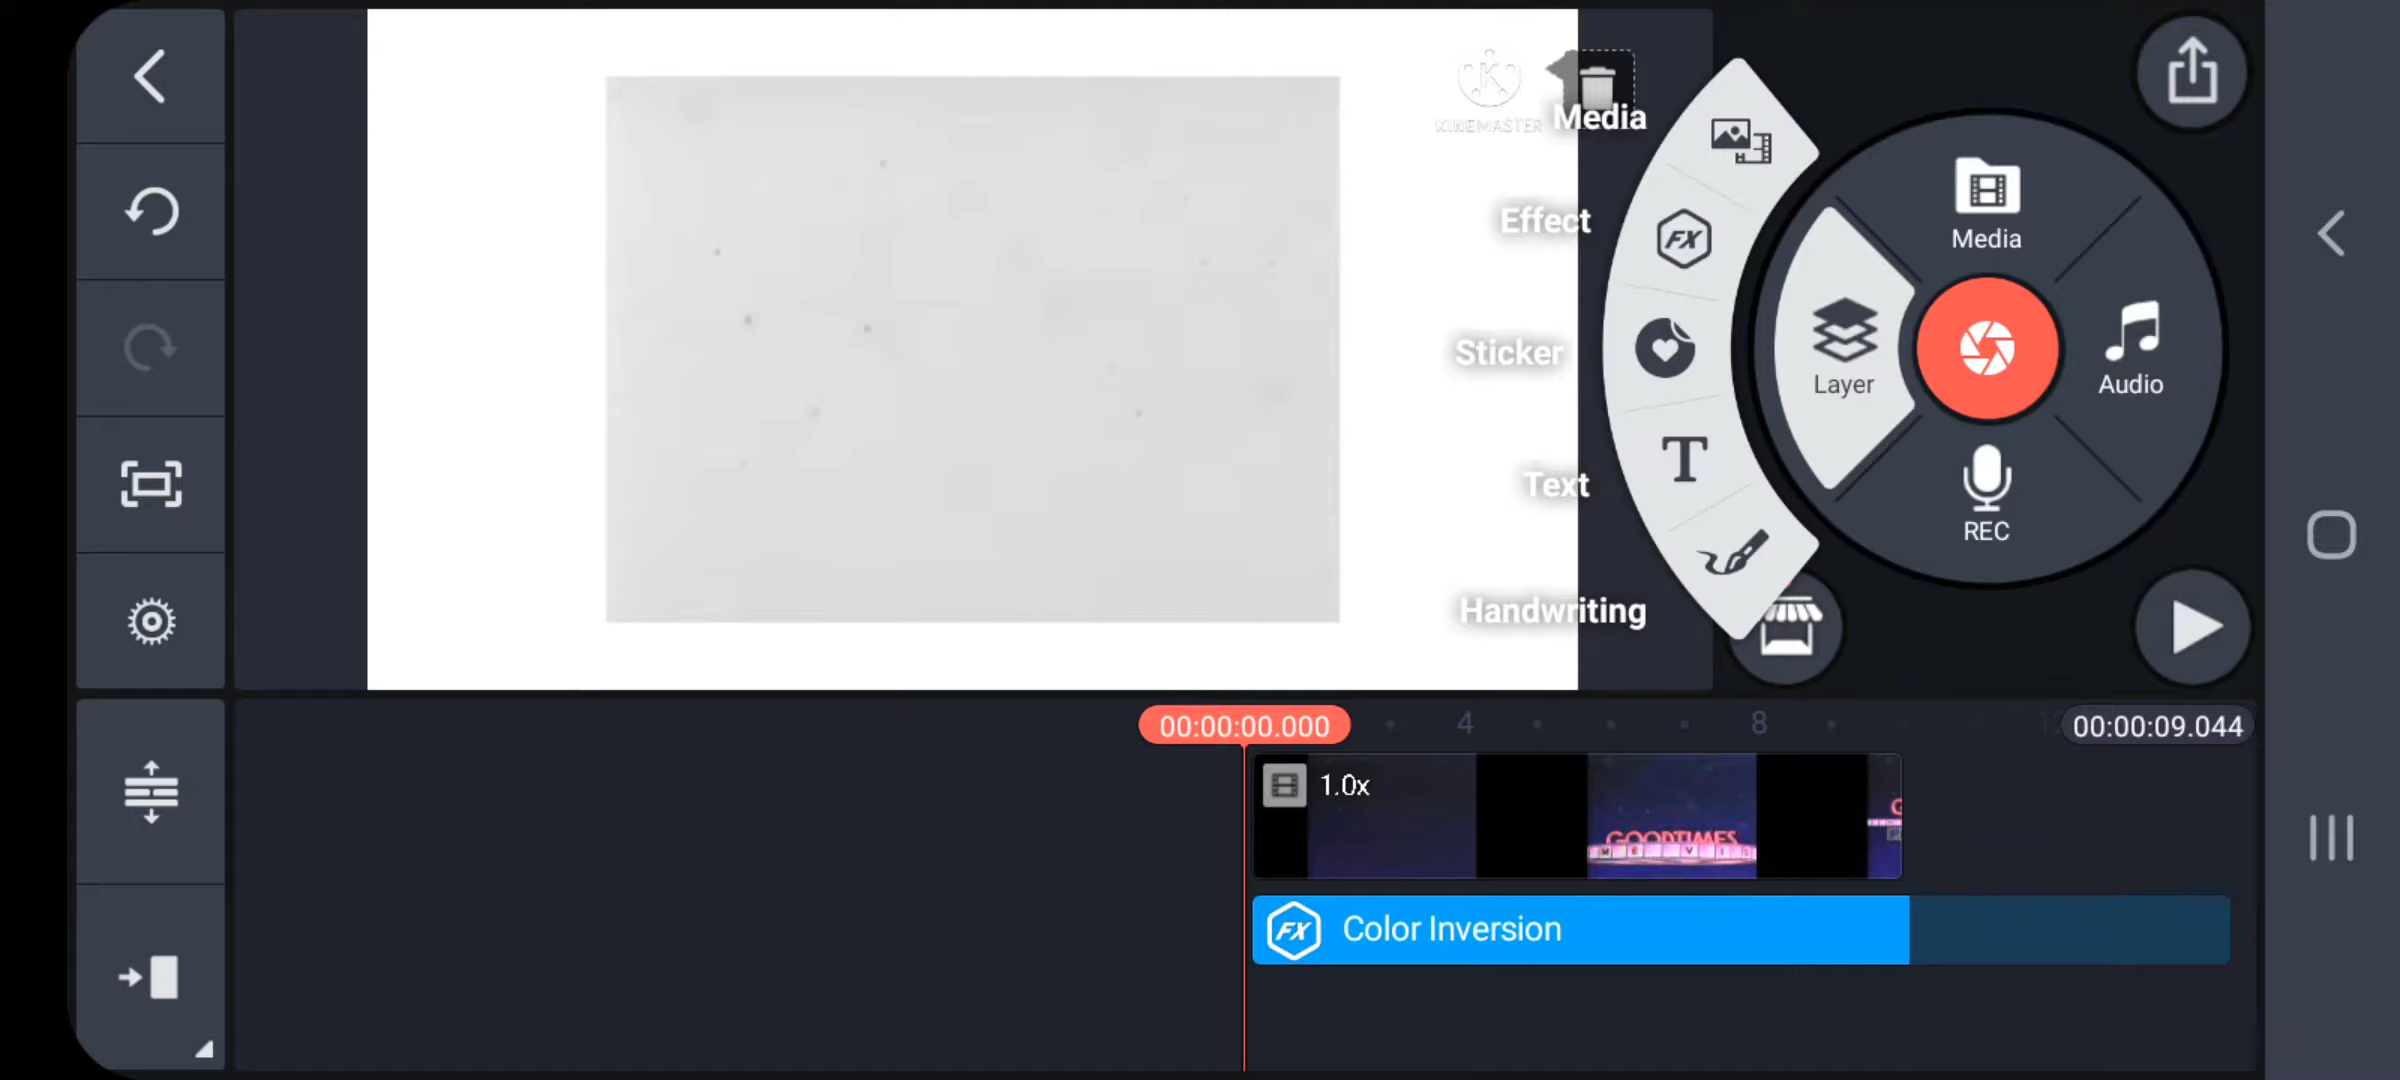 KINEMASTER
Media
Effect
Sticker
Text
Handwriting
Media
Layer
Audio
REC
00:00:00.000
4
8
00:00:09.044
1.0x
GOODTIMES
FX Color Inversion